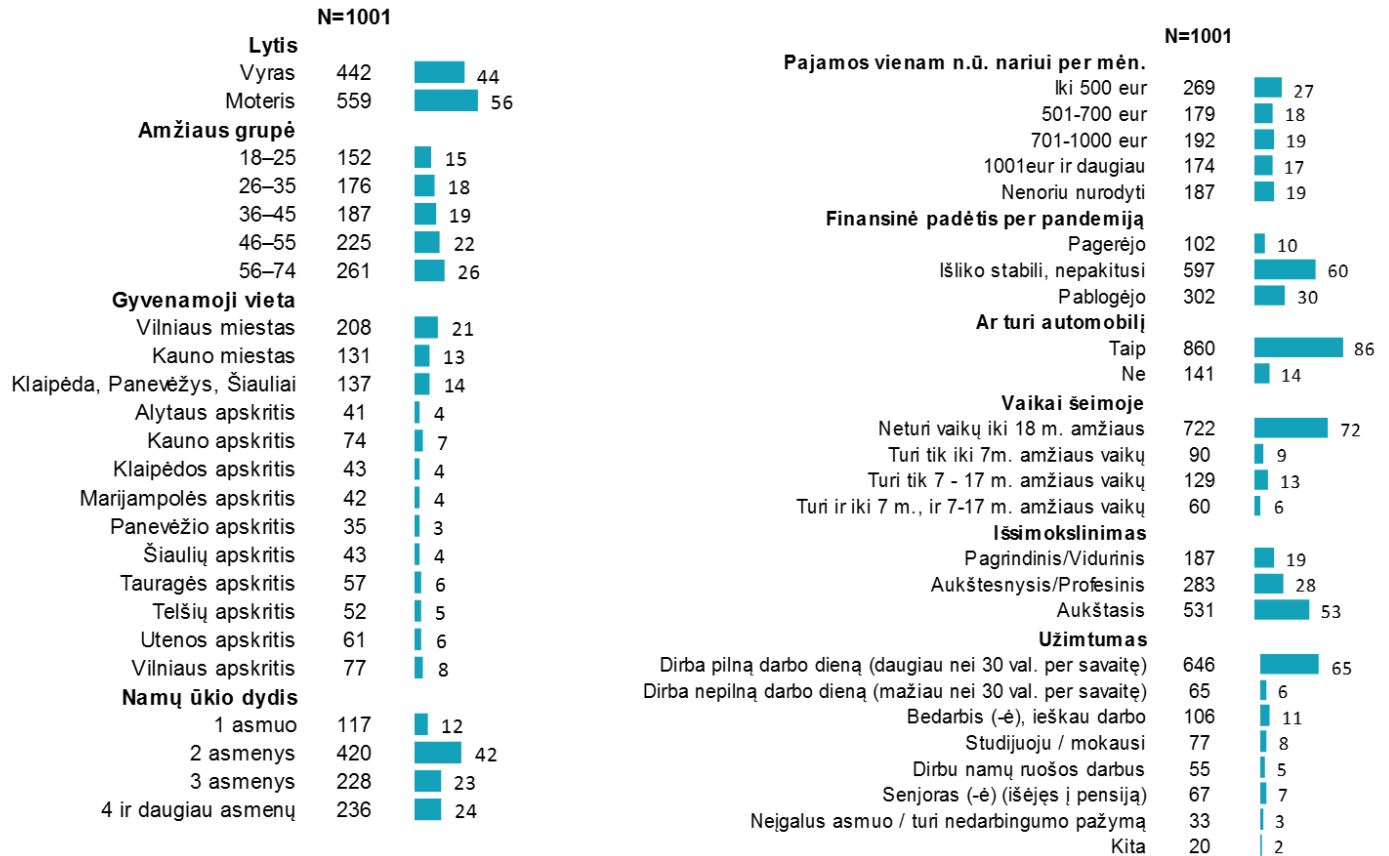 N=1001
Lytis
Vyras 442 44
Moteris 559 56
Amžiaus grupė
18–25 152 15
26–35 176 18
36–45 187 19
46–55 225 22
56–74 261 26
Gyvenamoji vieta
Vilniaus miestas 208 21
Kauno miestas 131 13
Klaipėda, Panevėžys, Šiauliai 137 14
Alytaus apskritis 41 4
Kauno apskritis 74 7
Klaipėdos apskritis 43 4
Marijampolės apskritis 42 4
Panevėžio apskritis 35 3
Šiaulių apskritis 43 4
Tauragės apskritis 57 6
Telšių apskritis 52 5
Utenos apskritis 61 6
Vilniaus apskritis 77 8
Namų ūkio dydis
1 asmuo 117 12
2 asmenys 420 42
3 asmenys 228 23
4 ir daugiau asmenų 236 24
N=1001
Pajamos vienam n.ū. nariui per mėn.
Iki 500 eur 269 27
501-700 eur 179 18
701-1000 eur 192 19
1001eur ir daugiau 174 17
Nenoriu nurodyti 187 19
Finansinė padėtis per pandemiją
Pagerėjo 102 10
Išliko stabili, nepakitusi 597 60
Pablogėjo 302 30
Ar turi automobilį
Taip 860 86
Ne 141 14
Vaikai šeimoje
Neturi vaikų iki 18 m. amžiaus 722 72
Turi tik iki 7m. amžiaus vaikų 90 9
Turi tik 7 - 17 m. amžiaus vaikų 129 13
Turi ir iki 7 m., ir 7-17 m. amžiaus vaikų 60 6
Išsimokslinimas
Pagrindinis/Vidurinis 187 19
Aukštesnysis/Profesinis 283 28
Aukštasis 531 53
Užimtumas
Dirba pilną darbo dieną (daugiau nei 30 val. per savaitę) 646 65
Dirba nepilną darbo dieną (mažiau nei 30 val. per savaitę) 65 6
Bedarbis (-ė), ieškau darbo 106 11
Studijuoju / mokausi 77 8
Dirbu namų ruošos darbus 55 5
Senjoras (-ė) (išėjęs į pensiją) 67 7
Neįgalus asmuo / turi nedarbingumo pažymą 33 3
Kita 20 2